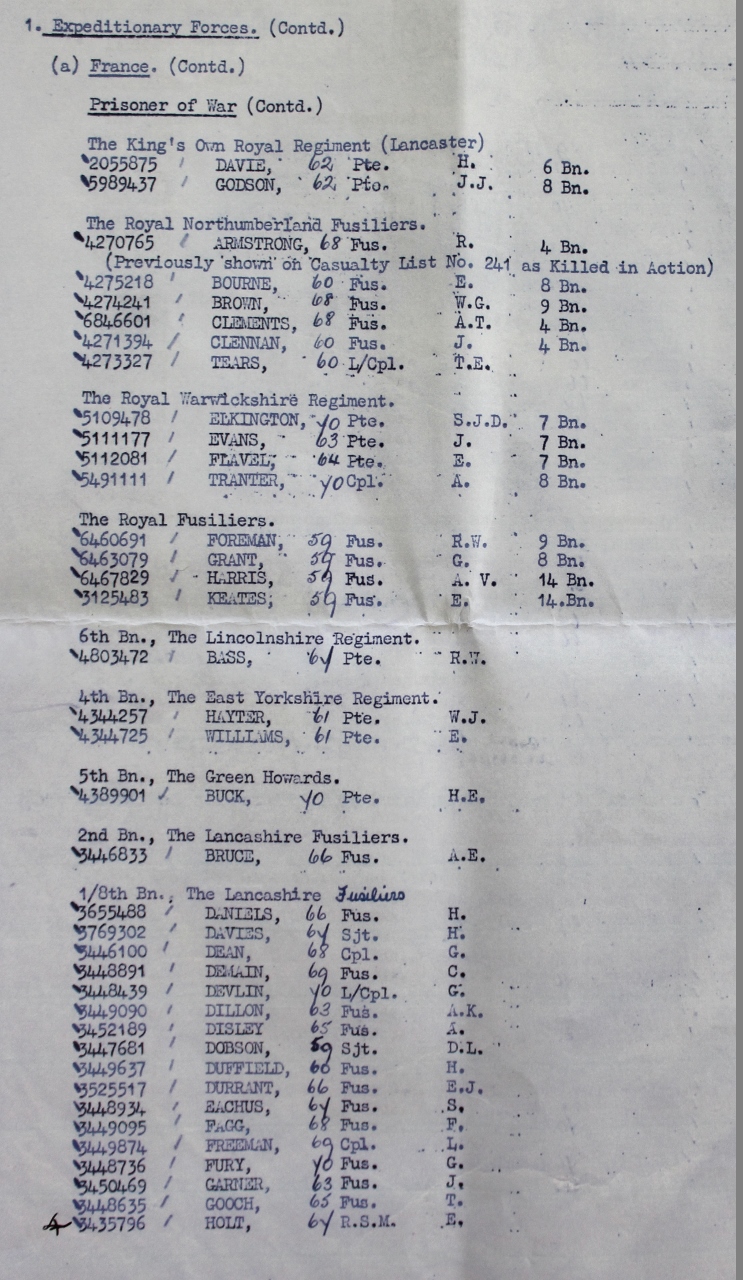 1. Expeditionary Forces. (Contd.)
(a) France. (Contd.)
Prisoner of War (Contd.)
The King's Own Royal Regiment (Lancaster)
2055875 / DAVIE, 62 Pte. H. 6 Bn.
5989437 / GODSON, 62 Pte. J.J. 8 Bn.
The Royal Northumberland Fusiliers.
4270765 / ARMSTRONG, 68 Fus. R. 4 Bn.
(Previously shown on Casualty List No. 241 as Killed in Action)
4275218 / BOURNE, 60 Fus. E. 8 Bn.
4274241 / BROWN, 68 Fus. W.G. 9 Bn.
6846601 / CLEMENTS, 68 Fus. A.T. 4 Bn.
4271394 / CLENNAN, 60 Fus. J. 4 Bn.
4273327 / TEARS, 60 L/Cpl. T.E.
The Royal Warwickshire Regiment.
5109478 / ELKINGTON, 70 Pte. S.J.D. 7 Bn.
5111177 / EVANS, 63 Pte. J. 7 Bn.
5112081 / FLAVEL, 64 Pte. E. 7 Bn.
5491111 / TRANTER, 70 Cpl. A. 8 Bn.
The Royal Fusiliers.
6460691 / FOREMAN, 59 Fus. R.W. 9 Bn.
6463079 / GRANT, 59 Fus. G. 8 Bn.
6467829 / HARRIS, 59 Fus. A. V. 14 Bn.
3125483 / KEATES, 59 Fus. E. 14.Bn.
6th Bn., The Lincolnshire Regiment.
4803472 / BASS, 64 Pte. R.W.
4th Bn., The East Yorkshire Regiment.
4344257 / HAYTER, 61 Pte. W.J.
4344725 / WILLIAMS, 61 Pte. E.
5th Bn., The Green Howards.
4389901 / BUCK, 70 Pte. H.E.
2nd Bn., The Lancashire Fusiliers.
3446833 / BRUCE, 66 Fus. A.E.
1/8th Bn., The Lancashire Fusiliers
3655488 / DANIELS, 66 Fus. H.
3769302 / DAVIES, 64 Sjt. H.
3446100 / DEAN, 68 Cpl. G.
3448891 / DEMAIN, 69 Fus. C.
3448439 / DEVLIN, 70 L/Cpl. G.
3449090 / DILLON, 63 Fus. A.K.
3452189 / DISLEY 65 Fus. A.
3447681 / DOBSON, 59 Sjt. D.L.
3449637 / DUFFIELD, 60 Fus. H.
3525517 / DURRANT, 66 Fus. E.J.
3448934 / EACHUS, 64 Fus. S.
3449095 / FAGG, 68 Fus. F.
3449874 / FREEMAN, 69 Cpl. L.
3448736 / FURY, 70 Fus. G.
3450469 / GARNER, 63 Fus. J.
3448635 / GOOCH, 65 Fus. T.
3435796 / HOLT, 64 R.S.M. E.